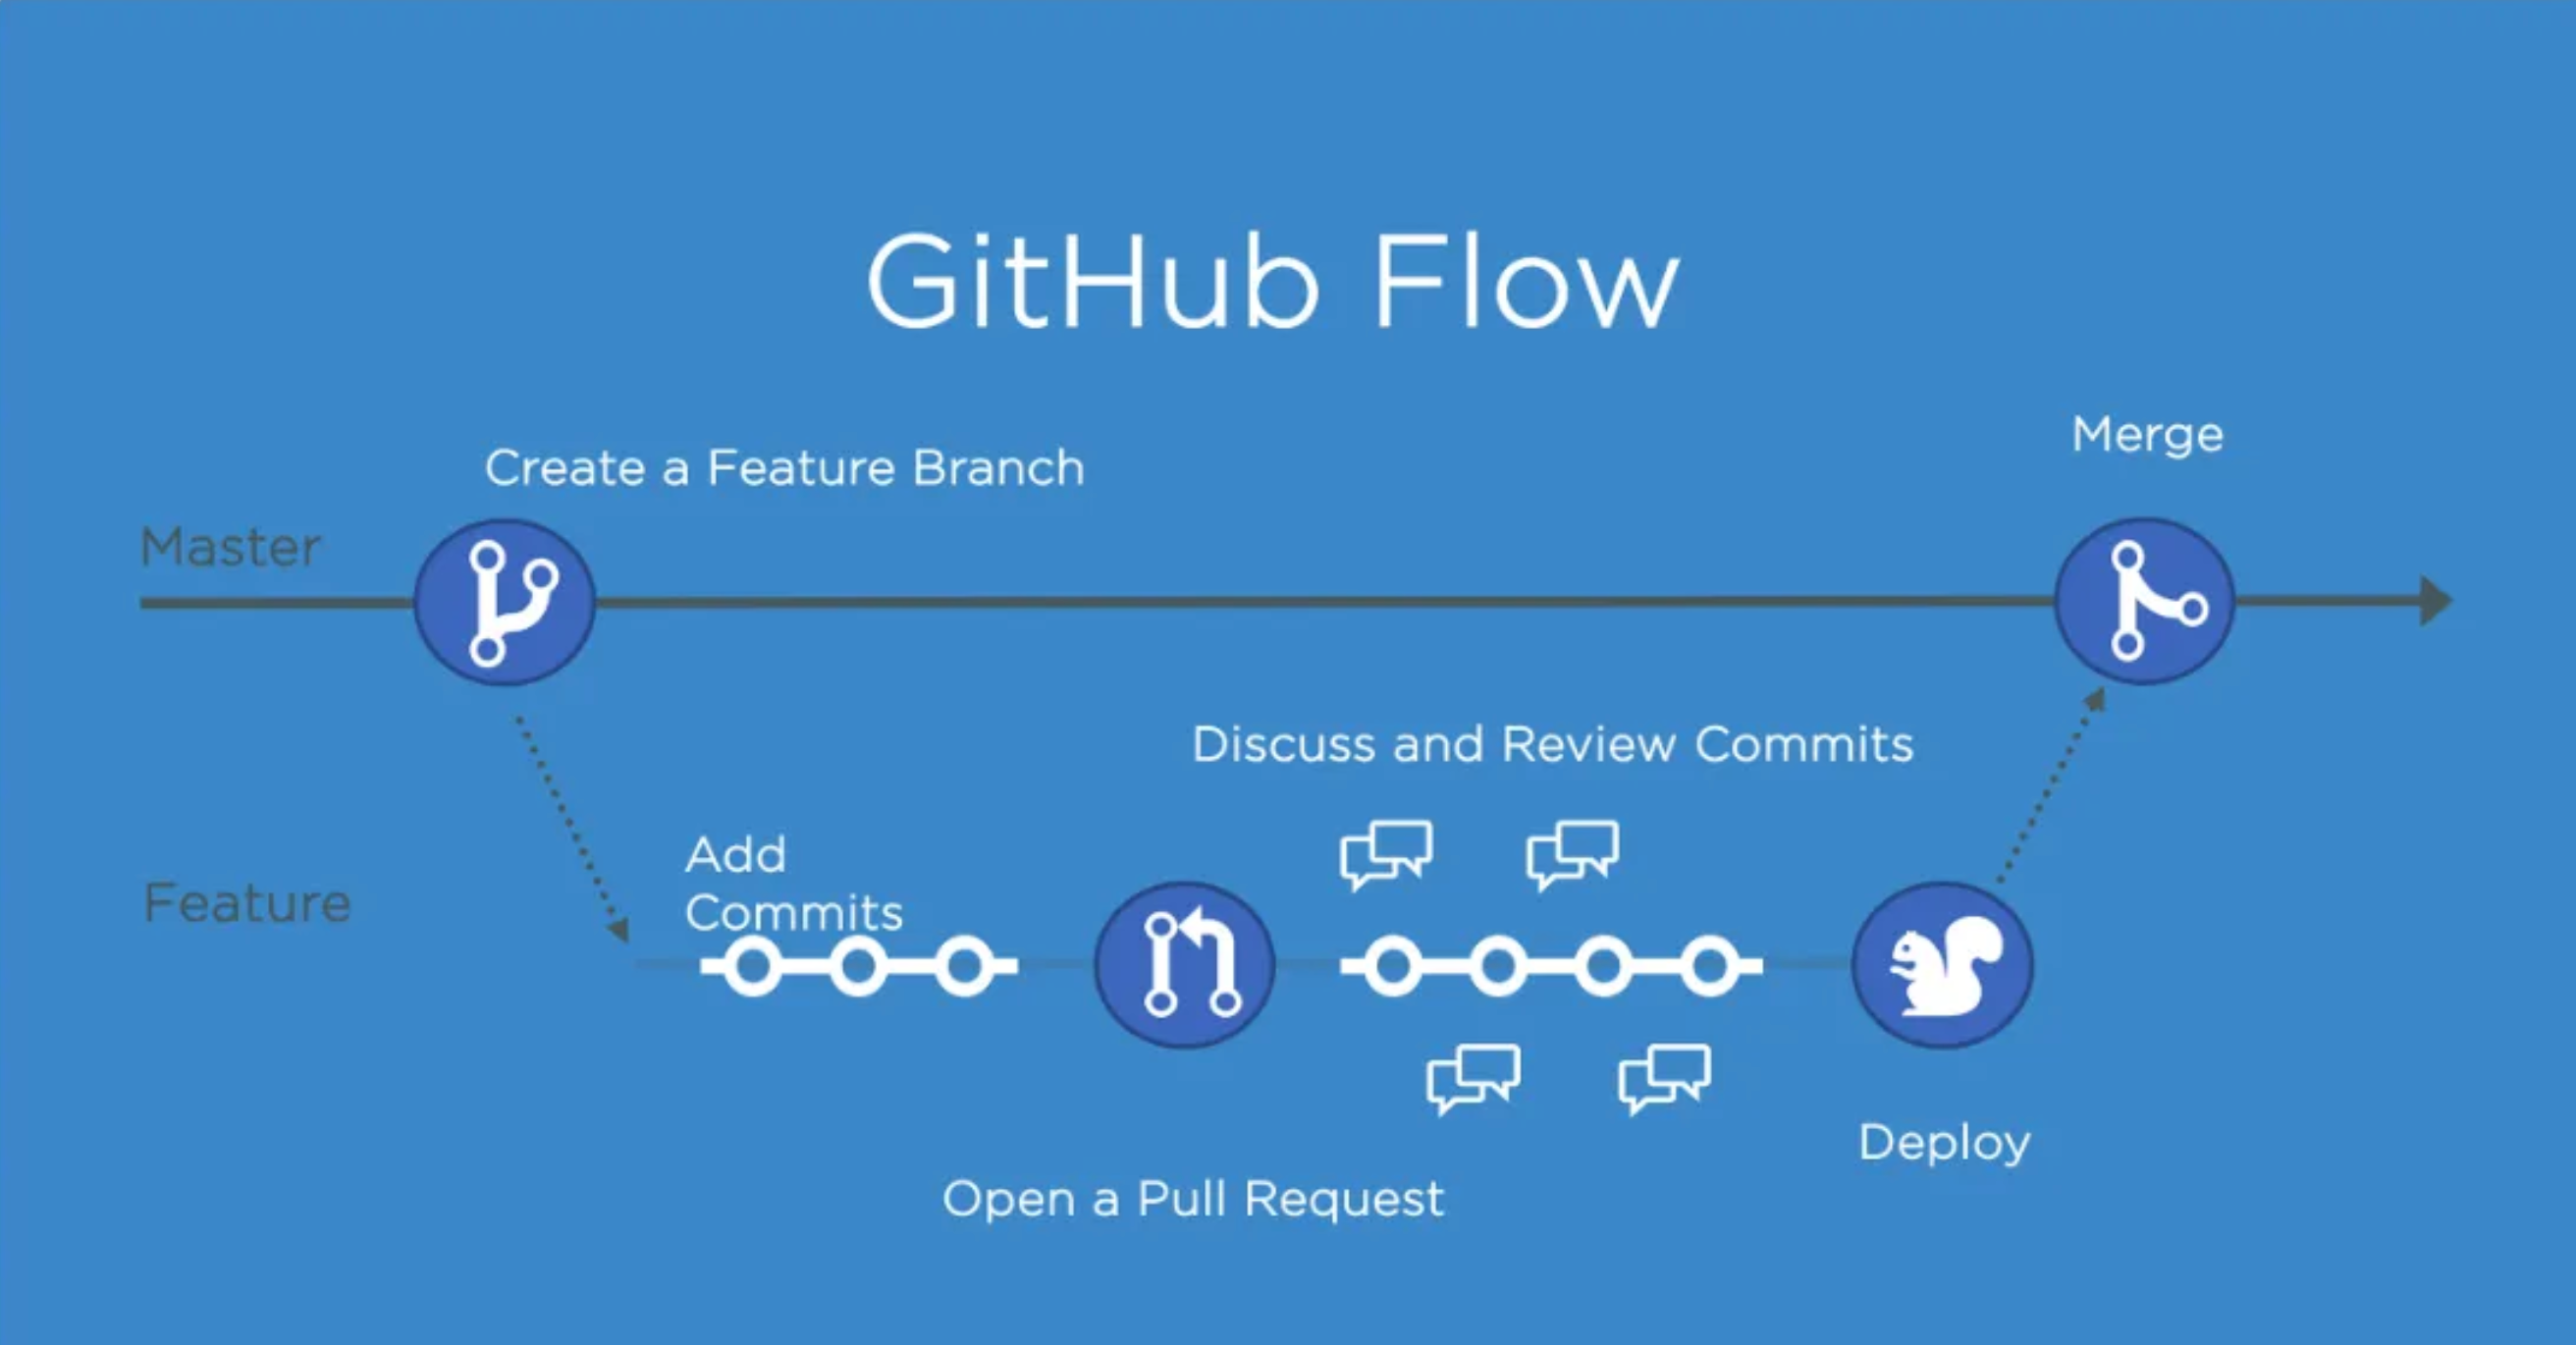 GitHub Flow
Create a Feature Branch
Merge
Master
Discuss and Review Commits
Add
Commits
Feature
Deploy
Open a Pull Request